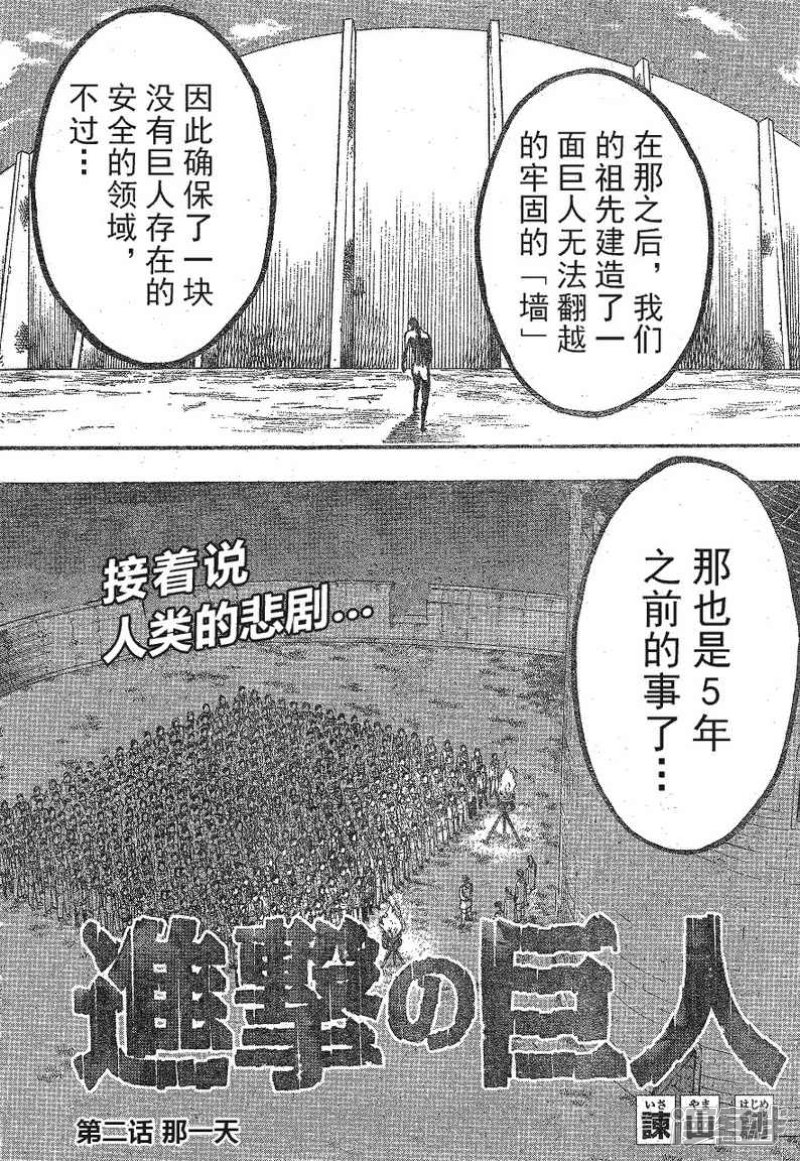 在那之后，我们
的祖先建造了一
面巨人无法翻越
的牢固的「墙」
因此确保了一块
没有巨人存在的
安全的领域，
不过…
那也是5年
之前的事了…
接着说
人类的悲剧…
進撃の巨人
第二话 那一天
いさ やま はじめ
諫山創